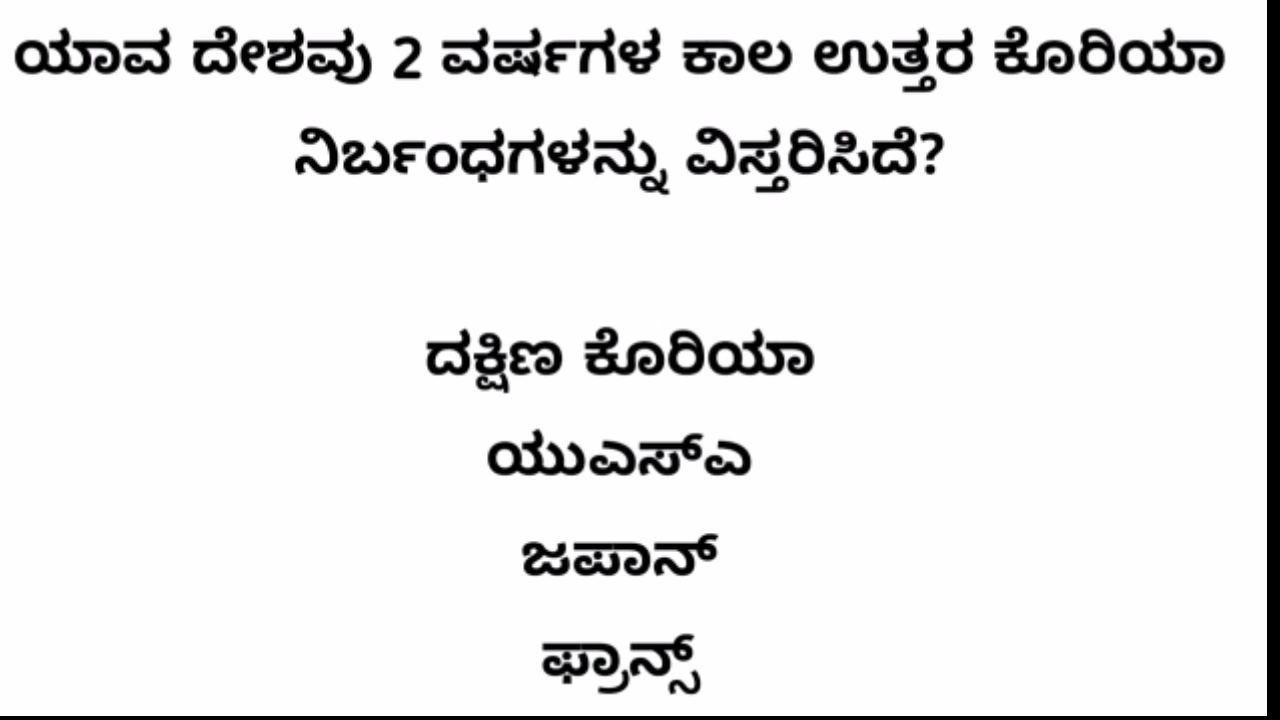 ಯಾವ ದೇಶವು 2 ವರ್ಷಗಳ ಕಾಲ ಉತ್ತರ ಕೊರಿಯಾ
ನಿರ್ಬಂಧಗಳನ್ನು ವಿಸ್ತರಿಸಿದೆ?
ದಕ್ಷಿಣ ಕೊರಿಯಾ
ಯುಎಸ್ಎ
ಜಪಾನ್
ಫ್ರಾನ್ಸ್